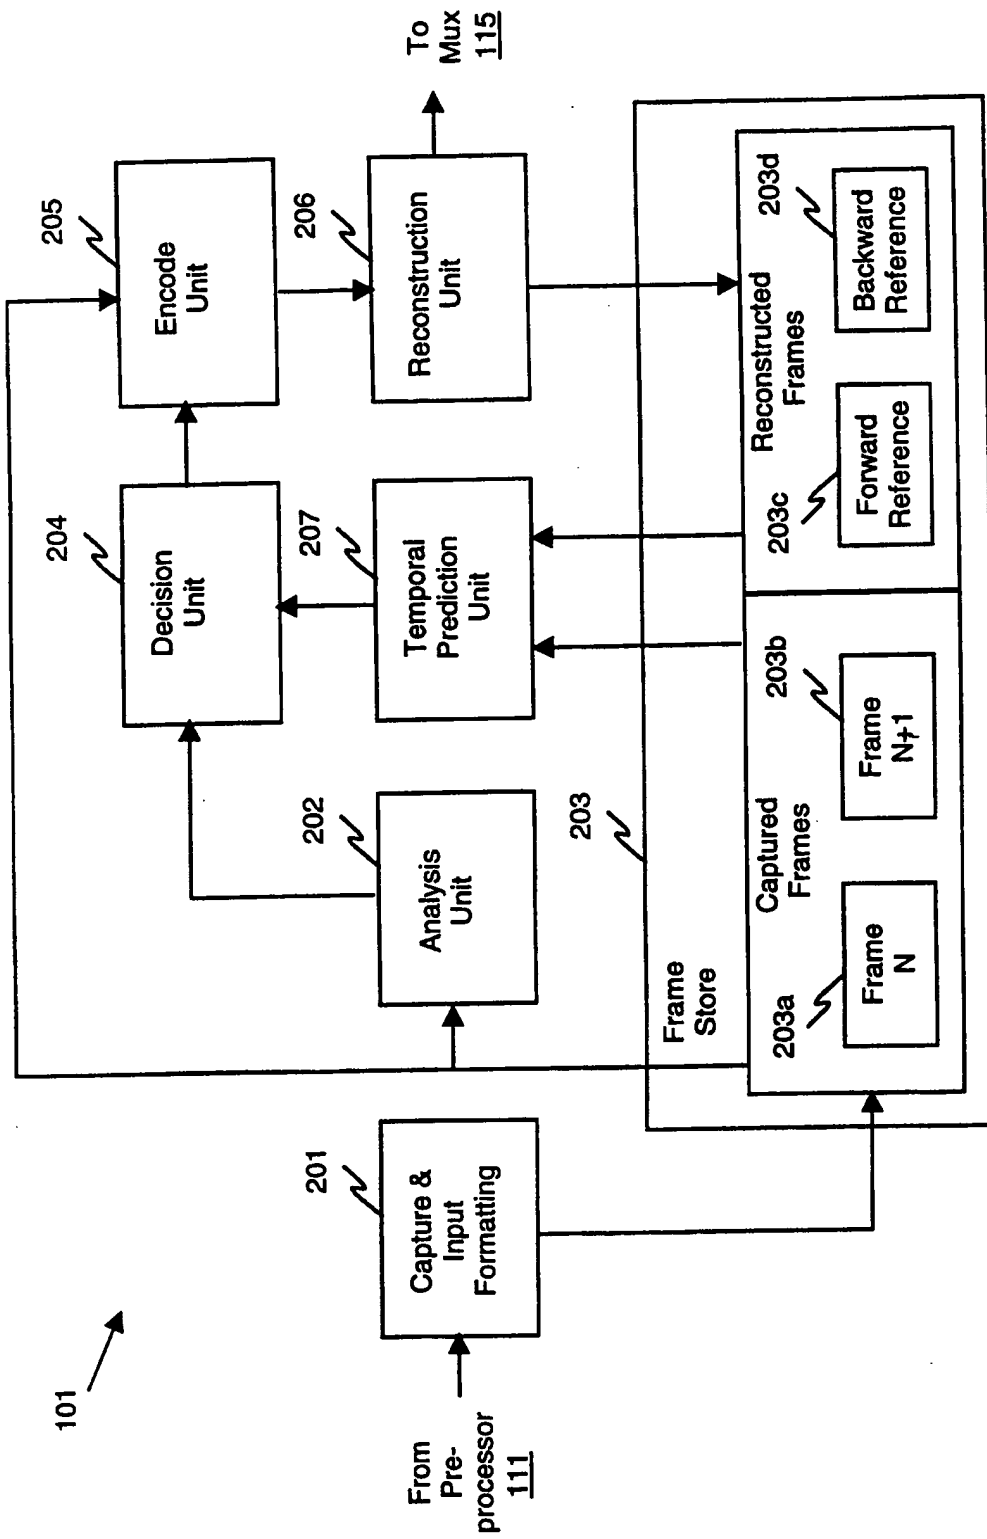 101
From
Pre-
processor
111
201
Capture &
Input
Formatting
202
Analysis
Unit
204
Decision
Unit
207
Temporal
Prediction
Unit
205
Encode
Unit
206
Reconstruction
Unit
To
Mux
115
203
Frame
Store
Captured
Frames
203a
Frame
N
203b
Frame
N+1
Reconstructed
Frames
203c
Forward
Reference
203d
Backward
Reference